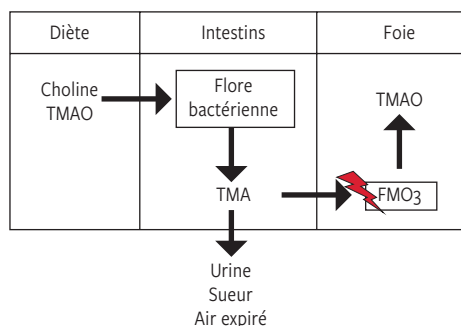 Diète
Intestins
Foie
Choline
TMAO
Flore
bactérienne
TMAO
TMA
FMO3
Urine
Sueur
Air expiré